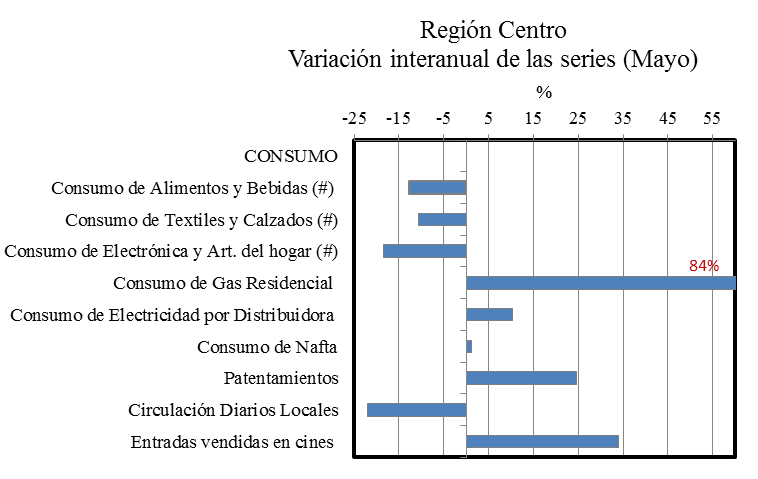 Región Centro
Variación interanual de las series (Mayo)
%
-25 -15 -5 5 15 25 35 45 55
CONSUMO
Consumo de Alimentos y Bebidas (#)
Consumo de Textiles y Calzados (#)
Consumo de Electrónica y Art. del hogar (#)
84%
Consumo de Gas Residencial
Consumo de Electricidad por Distribuidora
Consumo de Nafta
Patentamientos
Circulación Diarios Locales
Entradas vendidas en cines